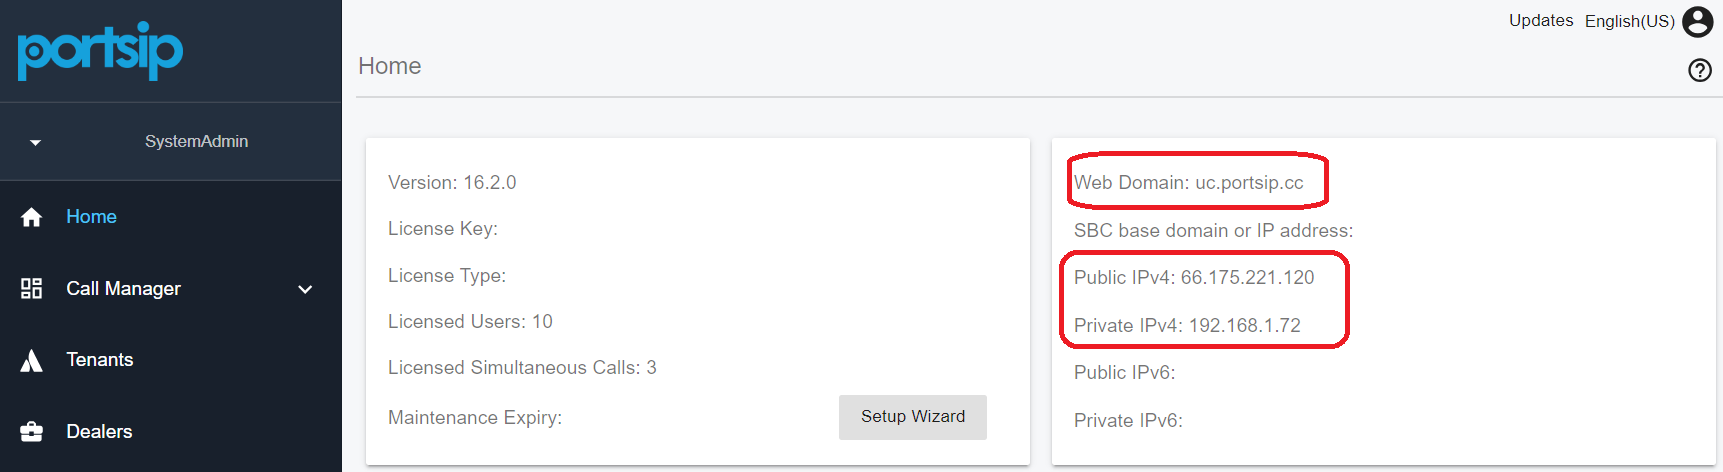 portsip
SystemAdmin
Home
Call Manager
Tenants
Dealers
Updates English(US)
Home
Version: 16.2.0
License Key:
License Type:
Licensed Users: 10
Licensed Simultaneous Calls: 3
Maintenance Expiry:
Setup Wizard
Web Domain: uc.portsip.cc
SBC base domain or IP address:
Public IPv4: 66.175.221.120
Private IPv4: 192.168.1.72
Public IPv6:
Private IPv6: